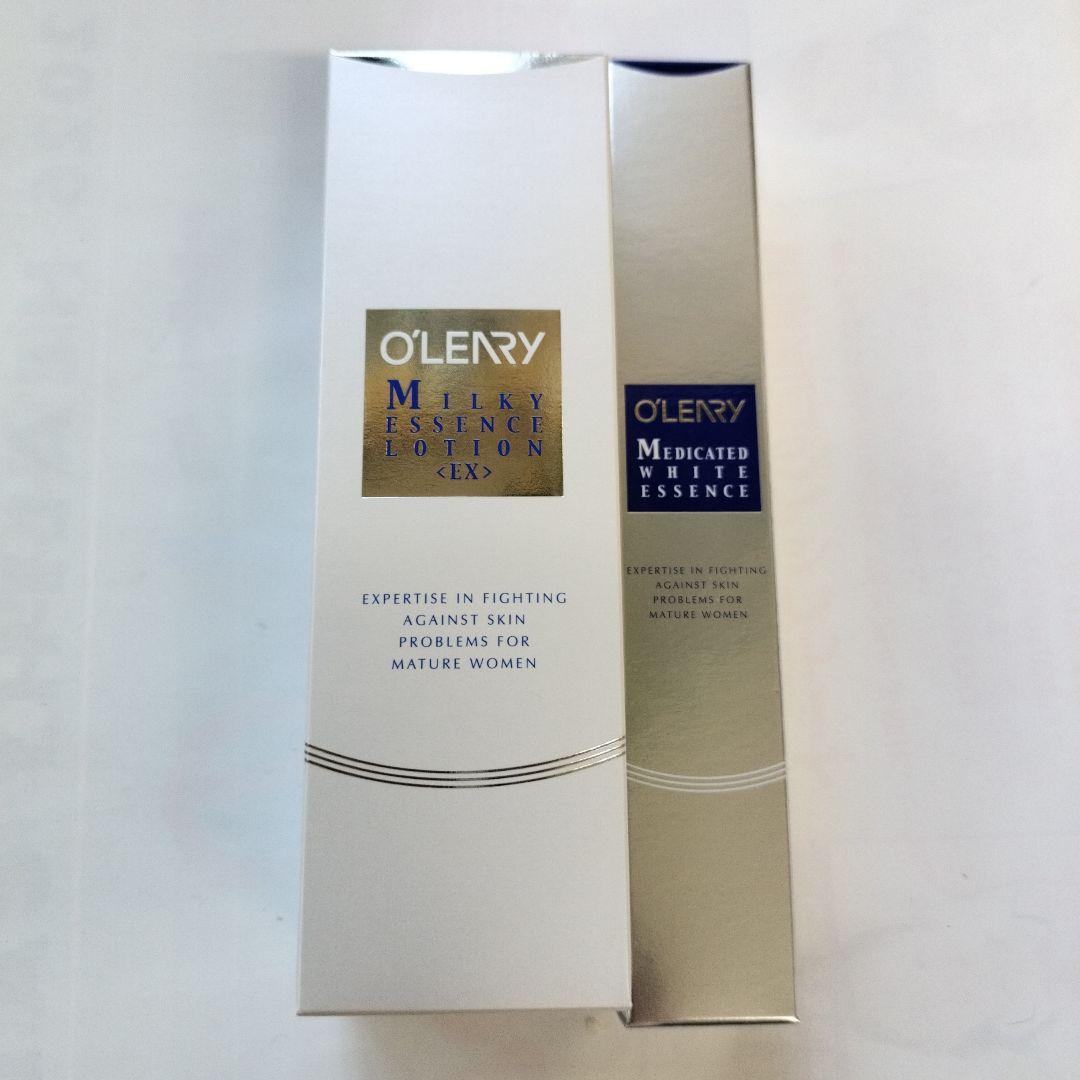 O'LEARY
MILKY
ESSENCE
LOTION
<EX>
EXPERTISE IN FIGHTING
AGAINST SKIN
PROBLEMS FOR
MATURE WOMEN
O'LEARY
MEDICATED
WHITE
ESSENCE
EXPERTISE IN FIGHTING
AGAINST SKIN
PROBLEMS FOR
MATURE WOMEN